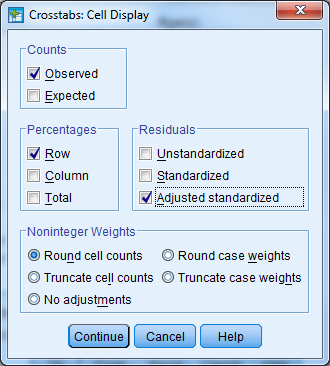 Crosstabs: Cell Display
Counts
Observed
Expected
Percentages
Row
Column
Total
Residuals
Unstandardized
Standardized
Adjusted standardized
Noninteger Weights
Round cell counts
Round case weights
Truncate cell counts
Truncate case weights
No adjustments
Continue
Cancel
Help